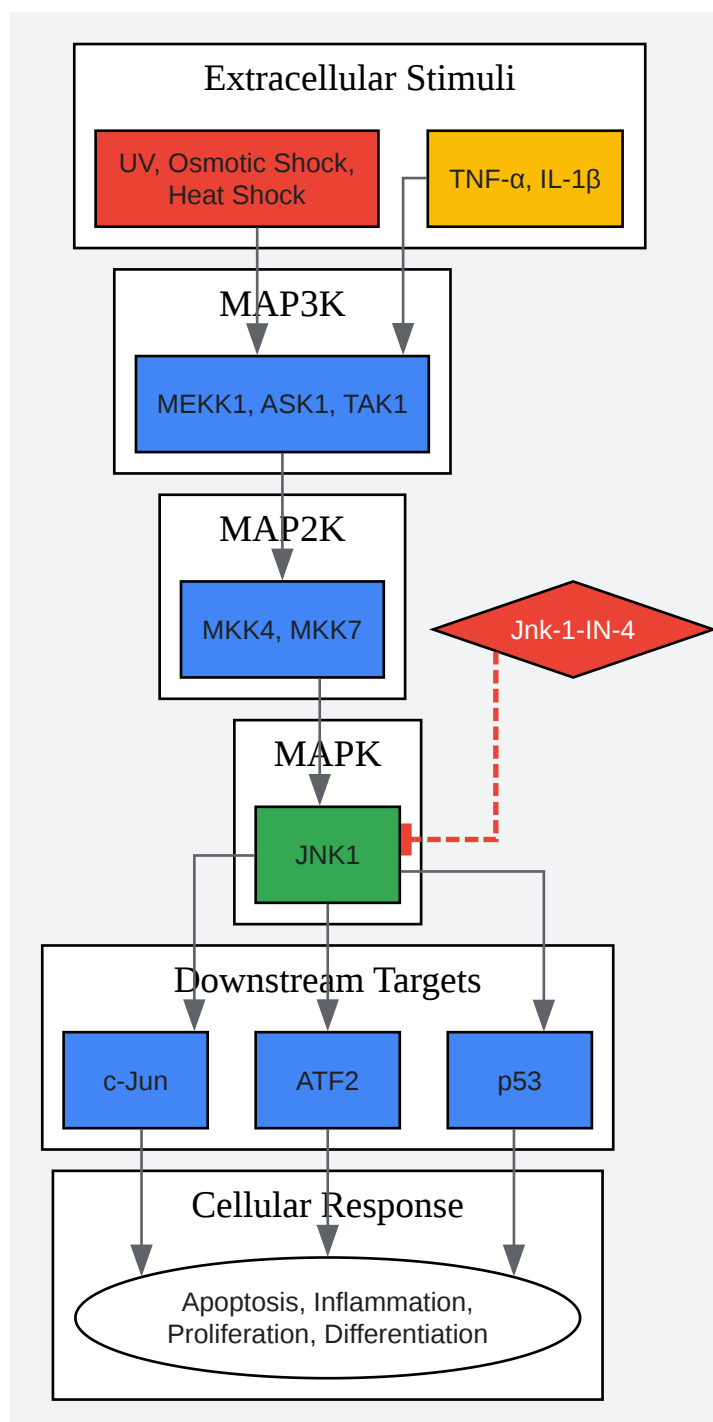 Extracellular Stimuli
UV, Osmotic Shock,
Heat Shock
TNF-α, IL-1β
MAP3K
MEKK1, ASK1, TAK1
MAP2K
MKK4, MKK7
Jnk-1-IN-4
MAPK
JNK1
Downstream Targets
c-Jun
ATF2
p53
Cellular Response
Apoptosis, Inflammation,
Proliferation, Differentiation